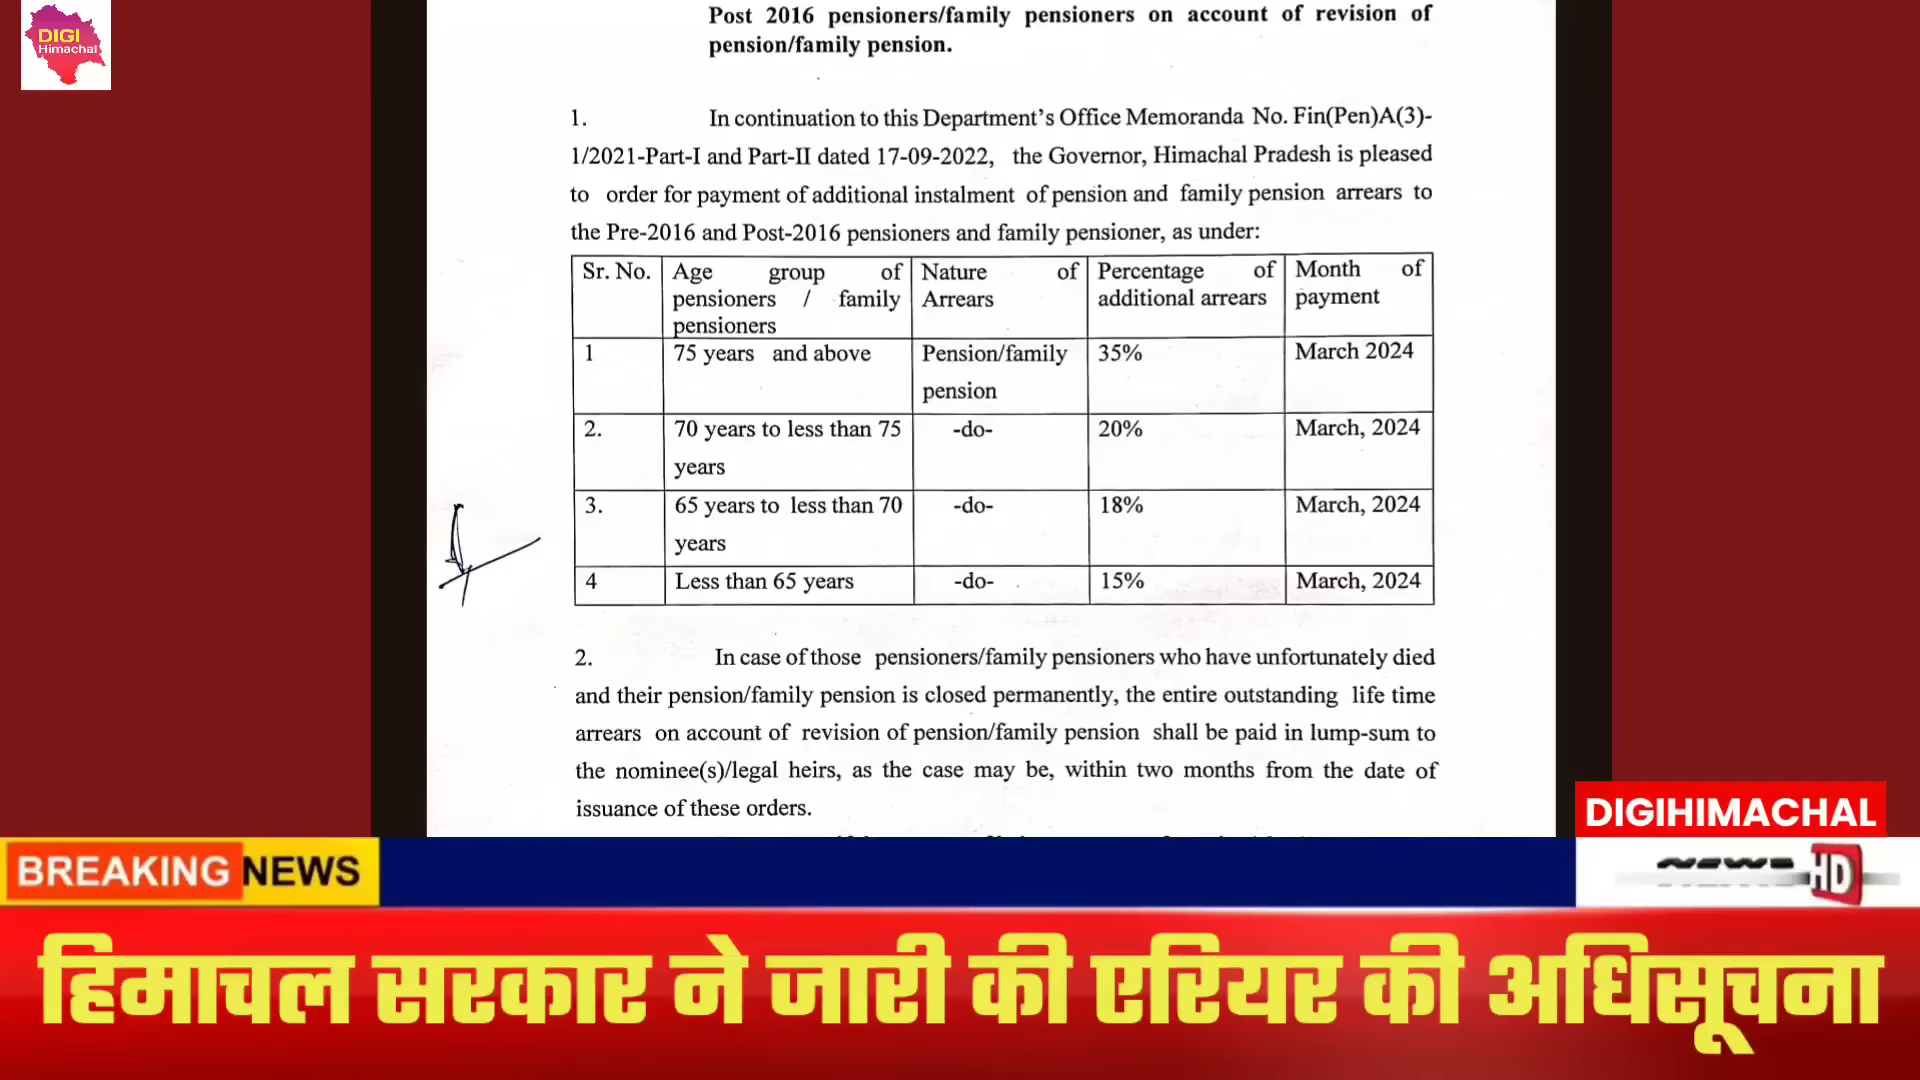 DIGI
Himachal
Post 2016 pensioners/family pensioners on account of revision of
pension/family pension.
1. In continuation to this Department's Office Memoranda No. Fin(Pen)A(3)-
1/2021-Part-I and Part-II dated 17-09-2022, the Governor, Himachal Pradesh is pleased
to order for payment of additional instalment of pension and family pension arrears to
the Pre-2016 and Post-2016 pensioners and family pensioner, as under:
Sr. No. Age group of pensioners / family pensioners Nature of Arrears Percentage of additional arrears Month of payment
1 75 years and above Pension/family pension 35% March 2024
2. 70 years to less than 75 years -do- 20% March, 2024
3. 65 years to less than 70 years -do- 18% March, 2024
4 Less than 65 years -do- 15% March, 2024
2. In case of those pensioners/family pensioners who have unfortunately died
and their pension/family pension is closed permanently, the entire outstanding life time
arrears on account of revision of pension/family pension shall be paid in lump-sum to
the nominee(s)/legal heirs, as the case may be, within two months from the date of
issuance of these orders.
DIGIHIMACHAL
BREAKING NEWS
HD
हिमाचल सरकार ने जारी की एरियर की अधिसूचना